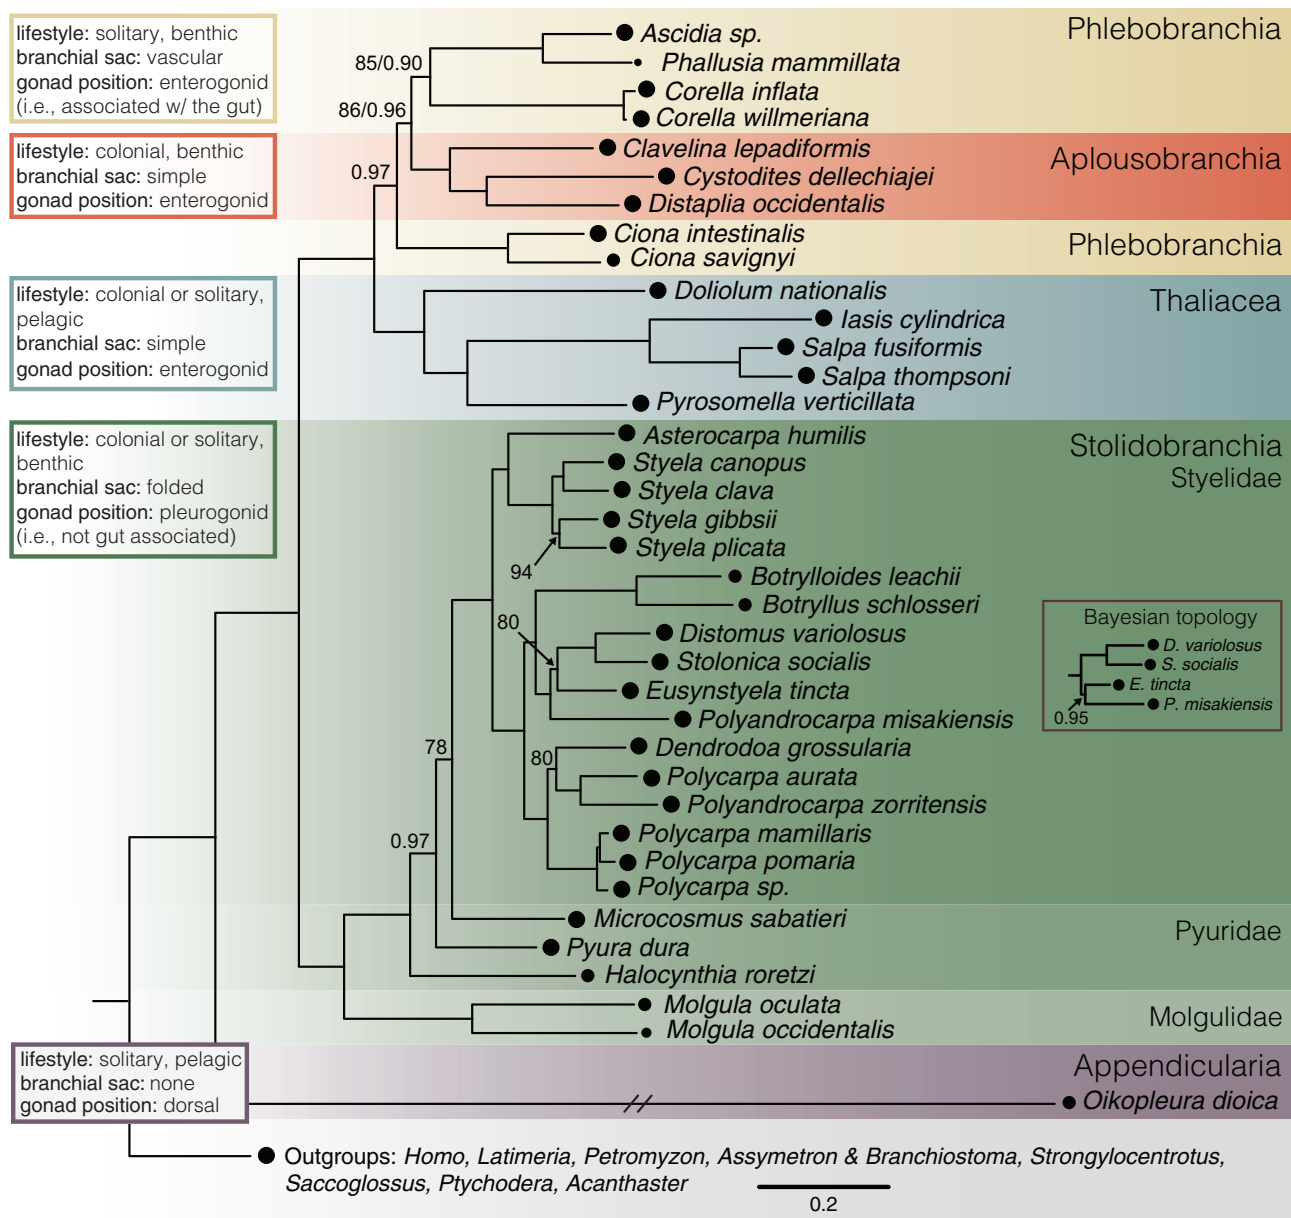 lifestyle: solitary, benthic
branchial sac: vascular
gonad position: enterogonid
(i.e., associated w/ the gut)
Phlebobranchia
Ascidia sp.
85/0.90
Phallusia mammillata
Corella inflata
86/0.96
Corella willmeriana
lifestyle: colonial, benthic
branchial sac: simple
gonad position: enterogonid
Aplousobranchia
Clavelina lepadiformis
0.97
Cystodites dellechiajei
Distaplia occidentalis
Phlebobranchia
Ciona intestinalis
Ciona savignyi
lifestyle: colonial or solitary,
pelagic
branchial sac: simple
gonad position: enterogonid
Thaliacea
Doliolum nationalis
Iasis cylindrica
Salpa fusiformis
Salpa thompsoni
Pyrosomella verticillata
lifestyle: colonial or solitary,
benthic
branchial sac: folded
gonad position: pleurogonid
(i.e., not gut associated)
Stolidobranchia
Styelidae
Asterocarpa humilis
Styela canopus
Styela clava
Styela gibbsii
Styela plicata
94
Botrylloides leachii
Botryllus schlosseri
80
Distomus variolosus
Stolonica socialis
Eusynstyela tincta
Polyandrocarpa misakiensis
Bayesian topology
D. variolosus
S. socialis
E. tincta
P. misakiensis
0.95
78
Dendrodoa grossularia
80
Polycarpa aurata
Polyandrocarpa zorritensis
0.97
Polycarpa mamillaris
Polycarpa pomaria
Polycarpa sp.
Microcosmus sabatieri
Pyura dura
Pyuridae
Halocynthia roretzi
Molgula oculata
Molgulidae
Molgula occidentalis
lifestyle: solitary, pelagic
branchial sac: none
gonad position: dorsal
Appendicularia
Oikopleura dioica
Outgroups: Homo, Latimeria, Petromyzon, Assymetron & Branchiostoma, Strongylocentrotus,
Saccoglossus, Ptychodera, Acanthaster
0.2